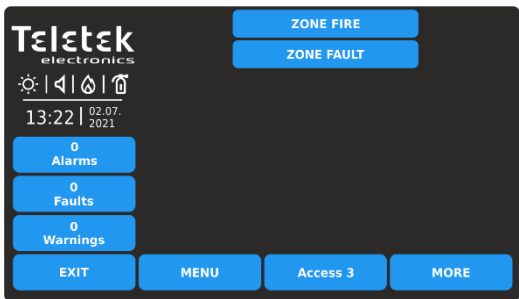 Teletek
electronics
13:22
02.07.
2021
0
Alarms
0
Faults
0
Warnings
ZONE FIRE
ZONE FAULT
EXIT
MENU
Access 3
MORE